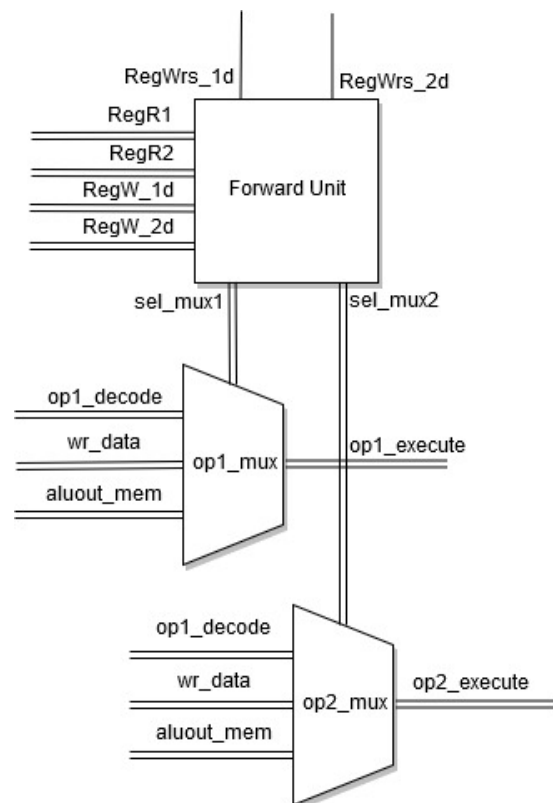 RegWrs_1d
RegWrs_2d
RegR1
RegR2
RegW_1d
RegW_2d
Forward Unit
sel_mux1
sel_mux2
op1_decode
wr_data
aluout_mem
op1_mux
op1_execute
op1_decode
wr_data
aluout_mem
op2_mux
op2_execute